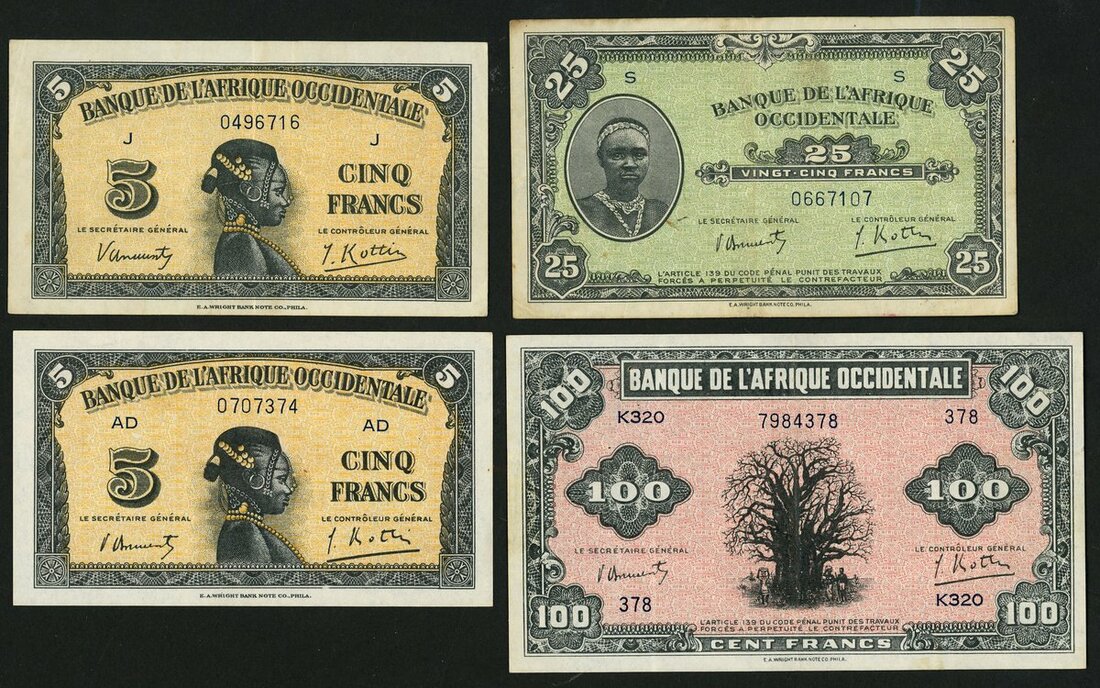 5 5
BANQUE DE L'AFRIQUE OCCIDENTALE
0496716
J J
5 CINQ
FRANCS
LE SECRÉTAIRE GÉNÉRAL LE CONTRÔLEUR GÉNÉRAL
J. Kottin
E.A.WRIGHT BANK NOTE CO., PHILA.
25 25
S S
BANQUE DE L'AFRIQUE
OCCIDENTALE
25
VINGT-CINQ FRANCS
0667107
LE SECRÉTAIRE GÉNÉRAL LE CONTRÔLEUR GÉNÉRAL
J. Kottin
25 25
L'ARTICLE 139 DU CODE PÉNAL PUNIT DES TRAVAUX
FORCÉS A PERPETUITÉ LE CONTREFACTEUR
E.A.WRIGHT BANK NOTE CO. PHILA.
5 5
BANQUE DE L'AFRIQUE OCCIDENTALE
0707374
AD AD
5 CINQ
FRANCS
LE SECRÉTAIRE GÉNÉRAL LE CONTRÔLEUR GÉNÉRAL
J. Kottin
E.A.WRIGHT BANK NOTE CO., PHILA.
100 100
BANQUE DE L'AFRIQUE OCCIDENTALE
K320 7984378 378
100 100
LE SECRÉTAIRE GÉNÉRAL LE CONTRÔLEUR GÉNÉRAL
J. Kottin
378 K320
100 100
L'ARTICLE 139 DU CODE PÉNAL PUNIT DES TRAVAUX
FORCÉS A PERPETUITÉ LE CONTREFACTEUR
CENT FRANCS
E.A.WRIGHT BANK NOTE CO. PHILA.